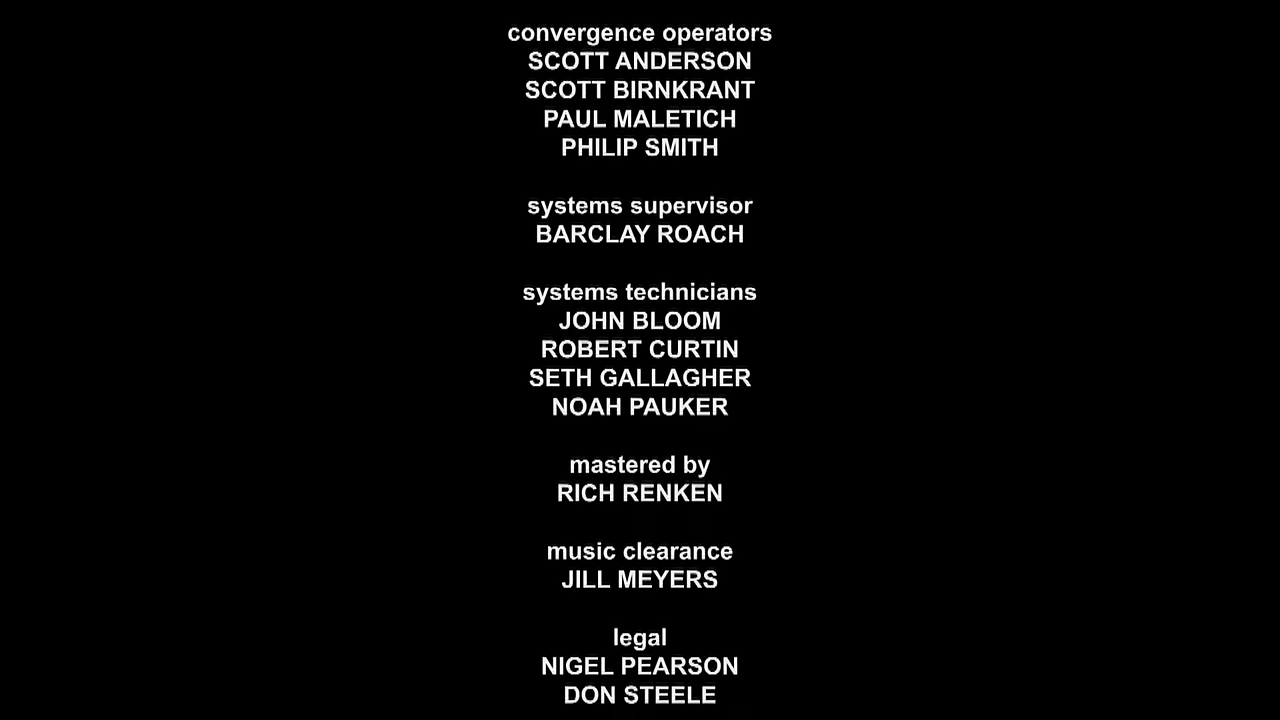 convergence operators
SCOTT ANDERSON
SCOTT BIRNKRANT
PAUL MALETICH
PHILIP SMITH
systems supervisor
BARCLAY ROACH
systems technicians
JOHN BLOOM
ROBERT CURTIN
SETH GALLAGHER
NOAH PAUKER
mastered by
RICH RENKEN
music clearance
JILL MEYERS
legal
NIGEL PEARSON
DON STEELE